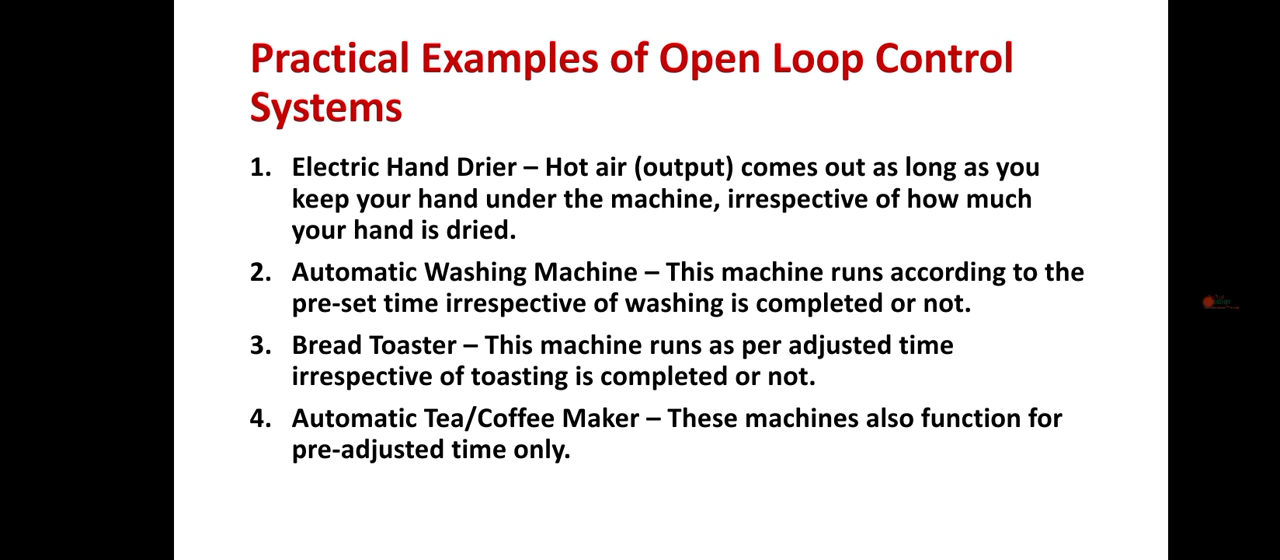 Practical Examples of Open Loop Control
Systems
1. Electric Hand Drier – Hot air (output) comes out as long as you
keep your hand under the machine, irrespective of how much
your hand is dried.
2. Automatic Washing Machine – This machine runs according to the
pre-set time irrespective of washing is completed or not.
3. Bread Toaster – This machine runs as per adjusted time
irrespective of toasting is completed or not.
4. Automatic Tea/Coffee Maker – These machines also function for
pre-adjusted time only.